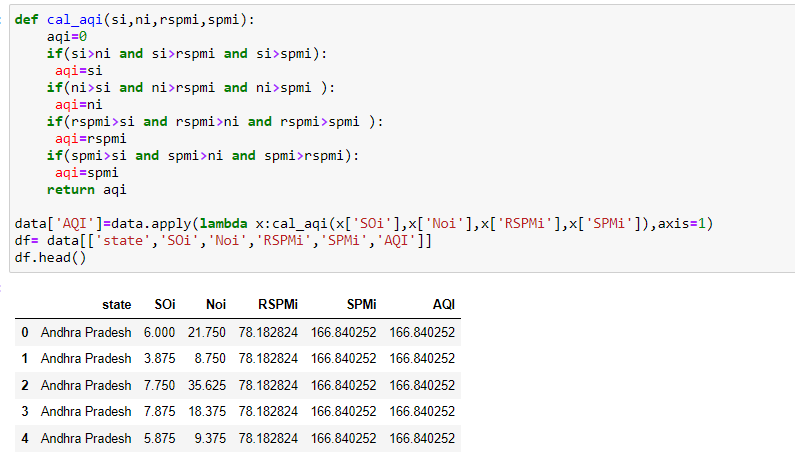 def cal_aqi(si,ni,rspmi,spmi):
    aqi=0
    if(si>ni and si>rspmi and si>spmi):
     aqi=si
    if(ni>si and ni>rspmi and ni>spmi ):
     aqi=ni
    if(rspmi>si and rspmi>ni and rspmi>spmi ):
     aqi=rspmi
    if(spmi>si and spmi>ni and spmi>rspmi):
     aqi=spmi
    return aqi
data['AQI']=data.apply(lambda x:cal_aqi(x['SOi'],x['Noi'],x['RSPMi'],x['SPMi']),axis=1)
df= data[['state','SOi','Noi','RSPMi','SPMi','AQI']]
df.head()
state SOi Noi RSPMi SPMi AQI
0 Andhra Pradesh 6.000 21.750 78.182824 166.840252 166.840252
1 Andhra Pradesh 3.875 8.750 78.182824 166.840252 166.840252
2 Andhra Pradesh 7.750 35.625 78.182824 166.840252 166.840252
3 Andhra Pradesh 7.875 18.375 78.182824 166.840252 166.840252
4 Andhra Pradesh 5.875 9.375 78.182824 166.840252 166.840252